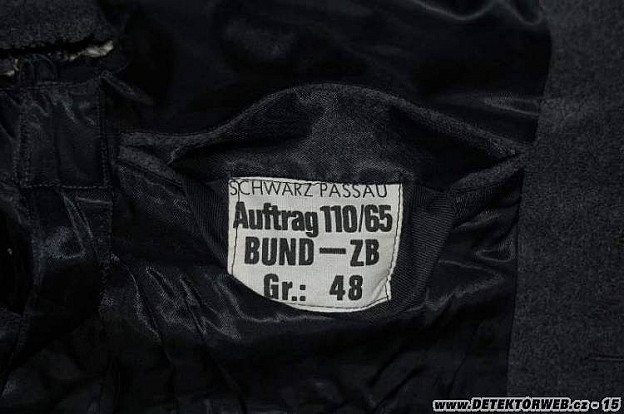 SCHWARZ PASSAU
Auftrag 110/65
BUND — ZB
Gr.: 48
www.DETEKTORWEB.cz - 15